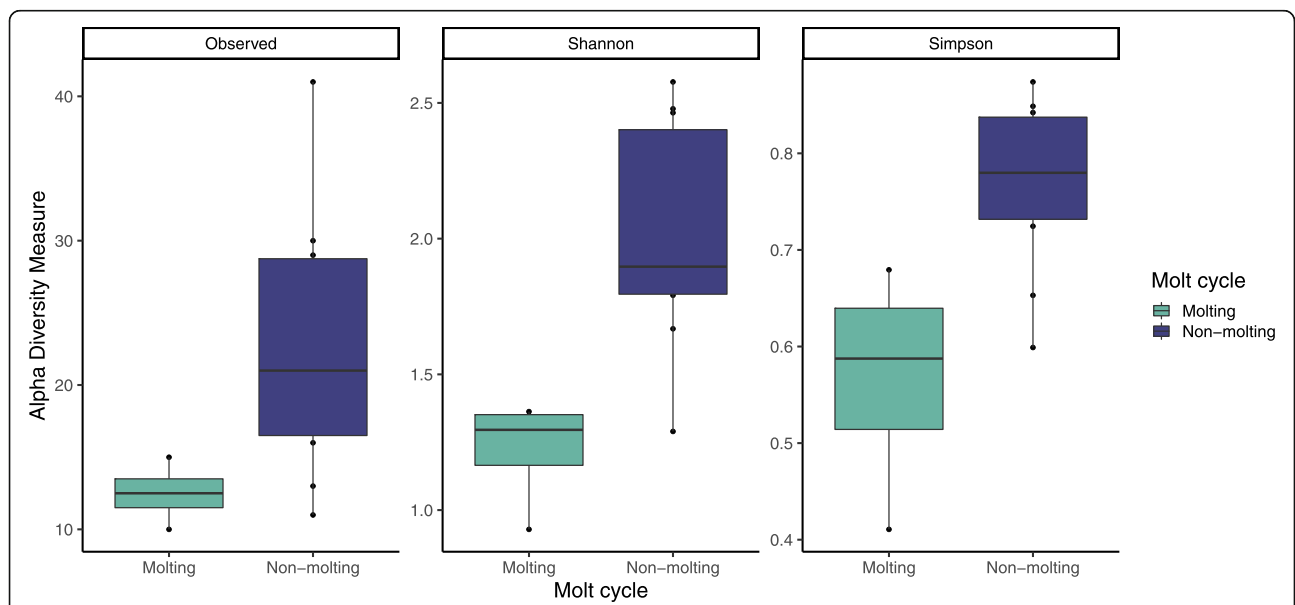 Observed
Shannon
Simpson
Alpha Diversity Measure
40
30
20
10
2.5
2.0
1.5
1.0
0.8
0.7
0.6
0.5
0.4
Molting
Non−molting
Molting
Non−molting
Molting
Non−molting
Molt cycle
Molt cycle
Molting
Non−molting